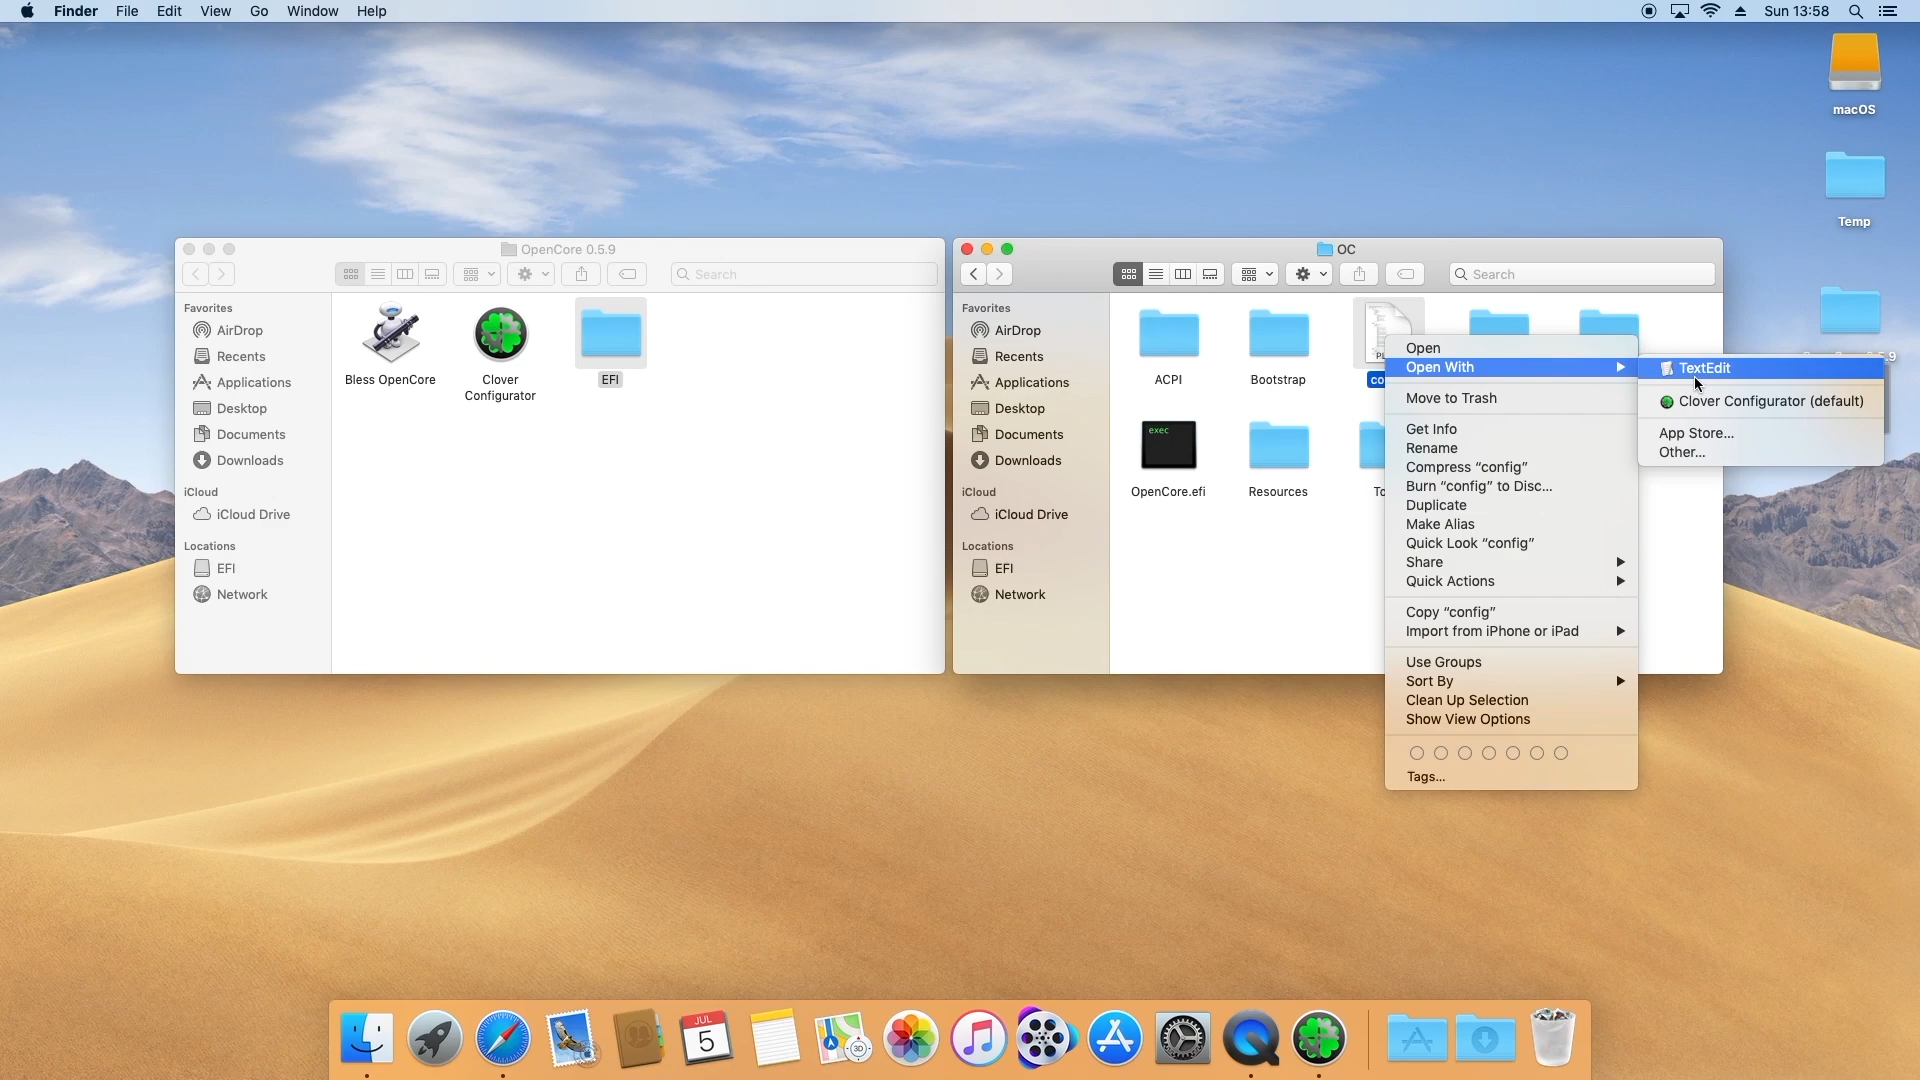 Finder File Edit View Go Window Help
Sun 13:58
macOS
Temp
OpenCore 0.5.9
Search
Favorites
AirDrop
Recents
Applications
Desktop
Documents
Downloads
iCloud
iCloud Drive
Locations
EFI
Network
Bless OpenCore
Clover
Configurator
EFI
OC
Search
Favorites
AirDrop
Recents
Applications
Desktop
Documents
Downloads
iCloud
iCloud Drive
Locations
EFI
Network
ACPI
Bootstrap
exec
OpenCore.efi
Resources
Open
Open With
Move to Trash
Get Info
Rename
Compress “config”
Burn “config” to Disc...
Duplicate
Make Alias
Quick Look “config”
Share
Quick Actions
Copy “config”
Import from iPhone or iPad
Use Groups
Sort By
Clean Up Selection
Show View Options
Tags...
TextEdit
Clover Configurator (default)
App Store...
Other...
JUL
5
3D